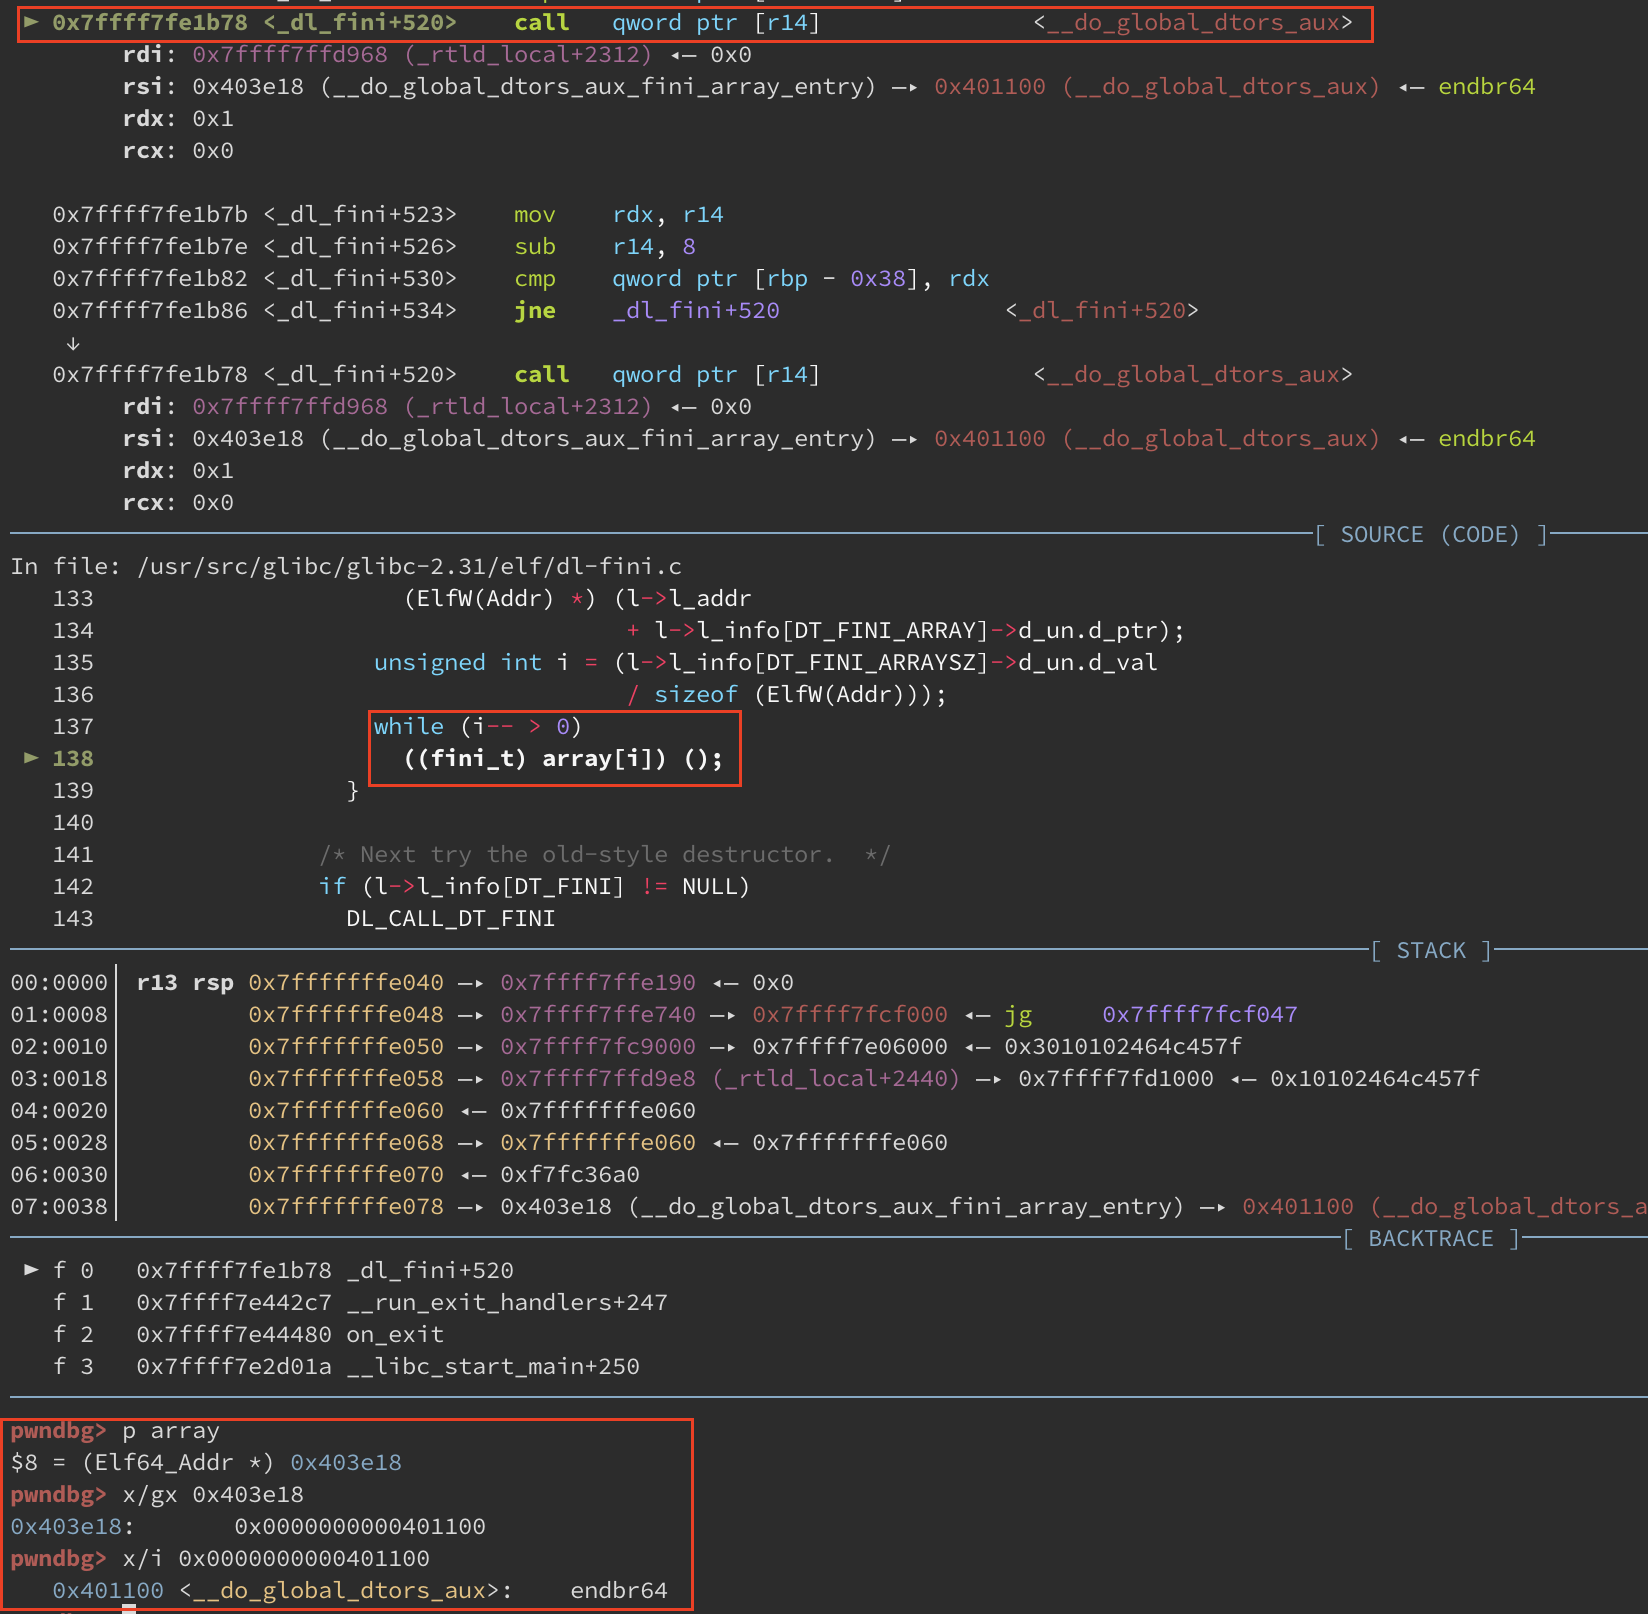 ► 0x7ffff7fe1b78 <_dl_fini+520>    call   qword ptr [r14]               <__do_global_dtors_aux>
rdi: 0x7ffff7ffd968 (_rtld_local+2312) ◂— 0x0
rsi: 0x403e18 (__do_global_dtors_aux_fini_array_entry) —▸ 0x401100 (__do_global_dtors_aux) ◂— endbr64
rdx: 0x1
rcx: 0x0
0x7ffff7fe1b7b <_dl_fini+523>    mov    rdx, r14
0x7ffff7fe1b7e <_dl_fini+526>    sub    r14, 8
0x7ffff7fe1b82 <_dl_fini+530>    cmp    qword ptr [rbp - 0x38], rdx
0x7ffff7fe1b86 <_dl_fini+534>    jne    _dl_fini+520                <_dl_fini+520>
↓
0x7ffff7fe1b78 <_dl_fini+520>    call   qword ptr [r14]               <__do_global_dtors_aux>
rdi: 0x7ffff7ffd968 (_rtld_local+2312) ◂— 0x0
rsi: 0x403e18 (__do_global_dtors_aux_fini_array_entry) —▸ 0x401100 (__do_global_dtors_aux) ◂— endbr64
rdx: 0x1
rcx: 0x0
[ SOURCE (CODE) ]
In file: /usr/src/glibc/glibc-2.31/elf/dl-fini.c
133 (ElfW(Addr) *) (l->l_addr
134 + l->l_info[DT_FINI_ARRAY]->d_un.d_ptr);
135 unsigned int i = (l->l_info[DT_FINI_ARRAYSZ]->d_un.d_val
136 / sizeof (ElfW(Addr)));
137 while (i-- > 0)
► 138 ((fini_t) array[i]) ();
139 }
140
141 /* Next try the old-style destructor.  */
142 if (l->l_info[DT_FINI] != NULL)
143 DL_CALL_DT_FINI
[ STACK ]
00:0000│ r13 rsp 0x7fffffffe040 —▸ 0x7ffff7ffe190 ◂— 0x0
01:0008│ 0x7fffffffe048 —▸ 0x7ffff7ffe740 —▸ 0x7ffff7fcf000 ◂— jg     0x7ffff7fcf047
02:0010│ 0x7fffffffe050 —▸ 0x7ffff7fc9000 —▸ 0x7ffff7e06000 ◂— 0x3010102464c457f
03:0018│ 0x7fffffffe058 —▸ 0x7ffff7ffd9e8 (_rtld_local+2440) —▸ 0x7ffff7fd1000 ◂— 0x10102464c457f
04:0020│ 0x7fffffffe060 ◂— 0x7fffffffe060
05:0028│ 0x7fffffffe068 —▸ 0x7fffffffe060 ◂— 0x7fffffffe060
06:0030│ 0x7fffffffe070 ◂— 0xf7fc36a0
07:0038│ 0x7fffffffe078 —▸ 0x403e18 (__do_global_dtors_aux_fini_array_entry) —▸ 0x401100 (__do_global_dtors_a
[ BACKTRACE ]
► f 0   0x7ffff7fe1b78 _dl_fini+520
f 1   0x7ffff7e442c7 __run_exit_handlers+247
f 2   0x7ffff7e44480 on_exit
f 3   0x7ffff7e2d01a __libc_start_main+250
pwndbg> p array
$8 = (Elf64_Addr *) 0x403e18
pwndbg> x/gx 0x403e18
0x403e18:       0x0000000000401100
pwndbg> x/i 0x0000000000401100
0x401100 <__do_global_dtors_aux>:    endbr64